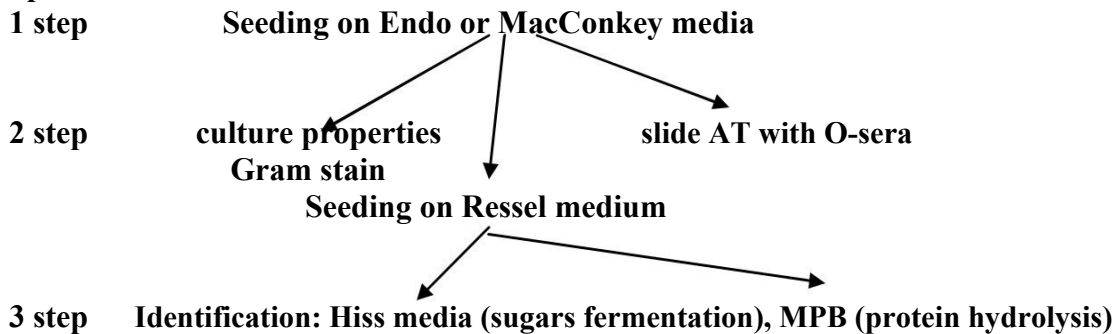 1 step Seeding on Endo or MacConkey media
2 step culture properties slide AT with O-sera
Gram stain
Seeding on Ressel medium
3 step Identification: Hiss media (sugars fermentation), MPB (protein hydrolysis)